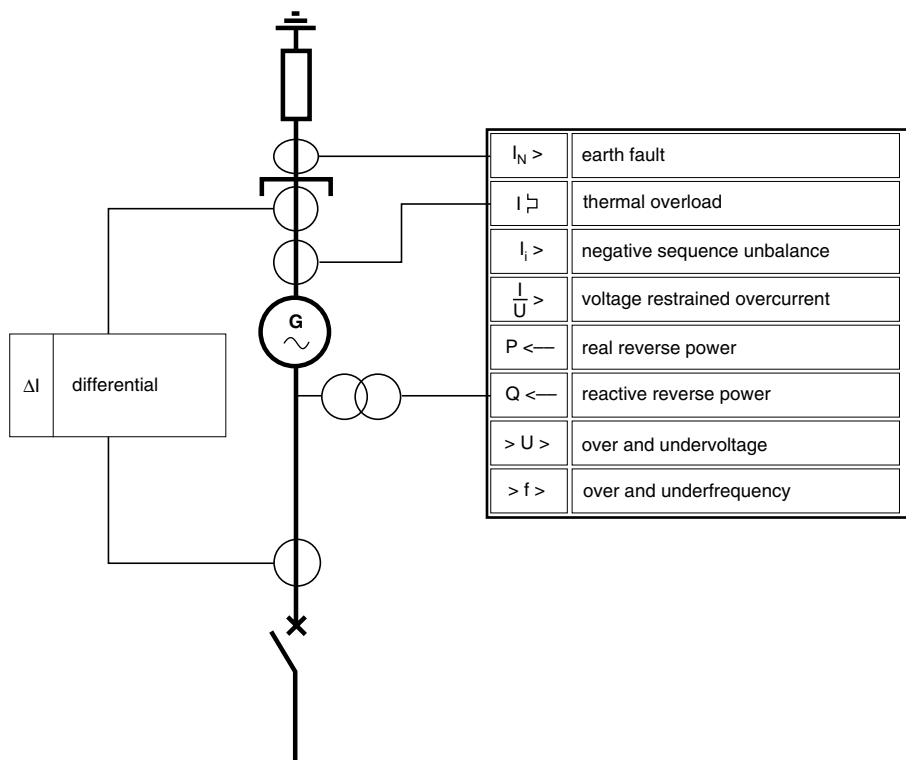 I_N > earth fault
I thermal overload
I_i > negative sequence unbalance
I/U > voltage restrained overcurrent
G
P <— real reverse power
ΔI differential
Q <— reactive reverse power
> U > over and undervoltage
> f > over and underfrequency